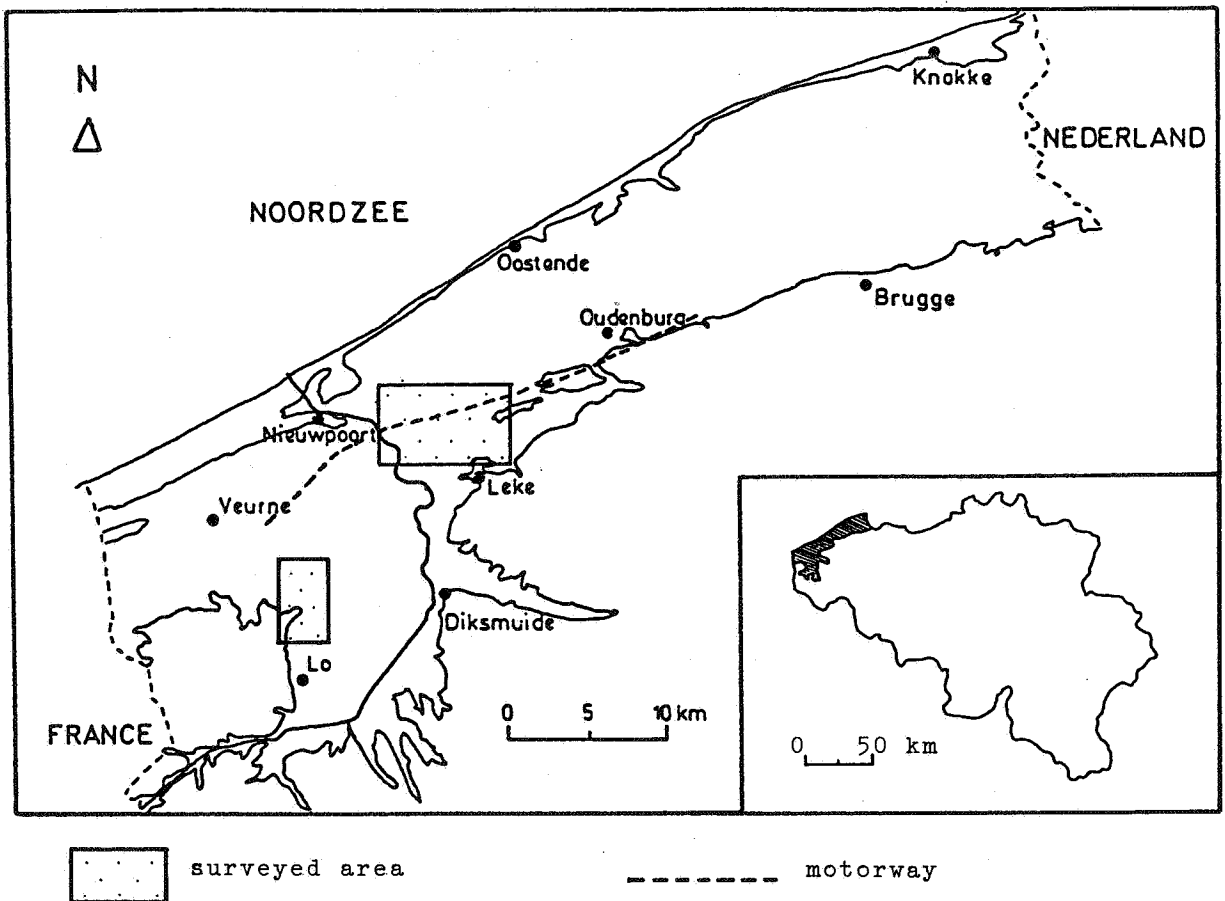 N
Knokke
NEDERLAND
NOORDZEE
Oostende
Brugge
Oudenburg
Nieuwpoort
Leke
Veurne
Diksmuide
Lo
0 5 10 km
FRANCE
0 50 km
surveyed area
motorway